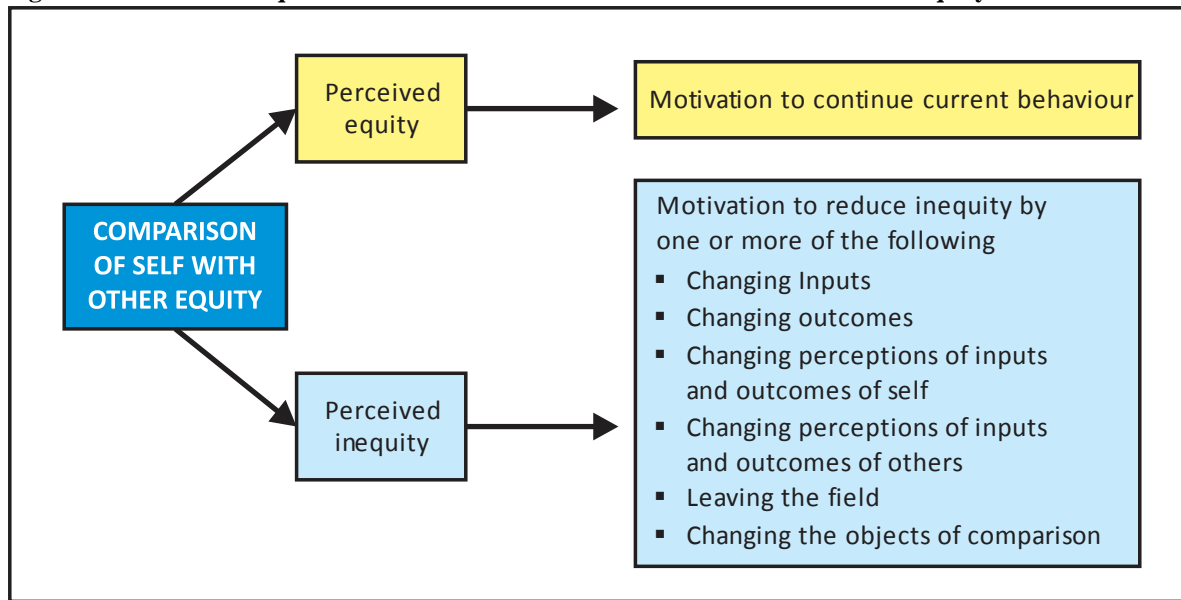 Perceived
equity
Motivation to continue current behaviour
COMPARISON
OF SELF WITH
OTHER EQUITY
Perceived
inequity
Motivation to reduce inequity by
one or more of the following
▪ Changing Inputs
▪ Changing outcomes
▪ Changing perceptions of inputs
and outcomes of self
▪ Changing perceptions of inputs
and outcomes of others
▪ Leaving the field
▪ Changing the objects of comparison